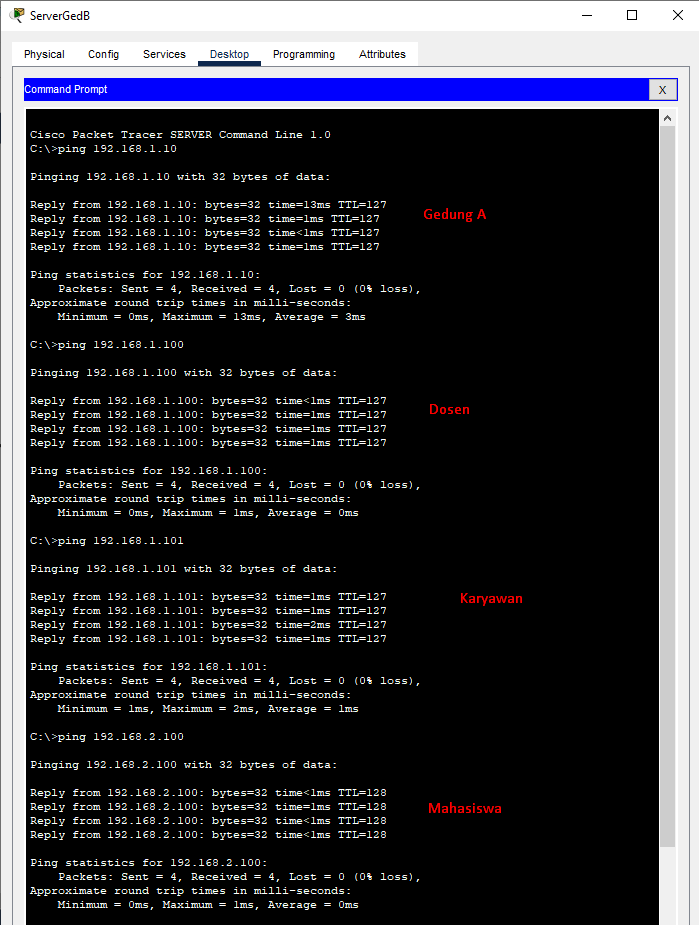 ServerGedB
Physical Config Services Desktop Programming Attributes
Command Prompt X
Cisco Packet Tracer SERVER Command Line 1.0
C:\>ping 192.168.1.10
Pinging 192.168.1.10 with 32 bytes of data:
Reply from 192.168.1.10: bytes=32 time=13ms TTL=127
Reply from 192.168.1.10: bytes=32 time=1ms TTL=127
Reply from 192.168.1.10: bytes=32 time<1ms TTL=127
Reply from 192.168.1.10: bytes=32 time=1ms TTL=127
Gedung A
Ping statistics for 192.168.1.10:
Packets: Sent = 4, Received = 4, Lost = 0 (0% loss),
Approximate round trip times in milli-seconds:
Minimum = 0ms, Maximum = 13ms, Average = 3ms
C:\>ping 192.168.1.100
Pinging 192.168.1.100 with 32 bytes of data:
Reply from 192.168.1.100: bytes=32 time<1ms TTL=127
Reply from 192.168.1.100: bytes=32 time=1ms TTL=127
Reply from 192.168.1.100: bytes=32 time=1ms TTL=127
Reply from 192.168.1.100: bytes=32 time=1ms TTL=127
Dosen
Ping statistics for 192.168.1.100:
Packets: Sent = 4, Received = 4, Lost = 0 (0% loss),
Approximate round trip times in milli-seconds:
Minimum = 0ms, Maximum = 1ms, Average = 0ms
C:\>ping 192.168.1.101
Pinging 192.168.1.101 with 32 bytes of data:
Reply from 192.168.1.101: bytes=32 time=1ms TTL=127
Reply from 192.168.1.101: bytes=32 time=1ms TTL=127
Reply from 192.168.1.101: bytes=32 time=2ms TTL=127
Reply from 192.168.1.101: bytes=32 time=1ms TTL=127
Karyawan
Ping statistics for 192.168.1.101:
Packets: Sent = 4, Received = 4, Lost = 0 (0% loss),
Approximate round trip times in milli-seconds:
Minimum = 1ms, Maximum = 2ms, Average = 1ms
C:\>ping 192.168.2.100
Pinging 192.168.2.100 with 32 bytes of data:
Reply from 192.168.2.100: bytes=32 time<1ms TTL=128
Reply from 192.168.2.100: bytes=32 time=1ms TTL=128
Reply from 192.168.2.100: bytes=32 time<1ms TTL=128
Reply from 192.168.2.100: bytes=32 time<1ms TTL=128
Mahasiswa
Ping statistics for 192.168.2.100:
Packets: Sent = 4, Received = 4, Lost = 0 (0% loss),
Approximate round trip times in milli-seconds:
Minimum = 0ms, Maximum = 1ms, Average = 0ms